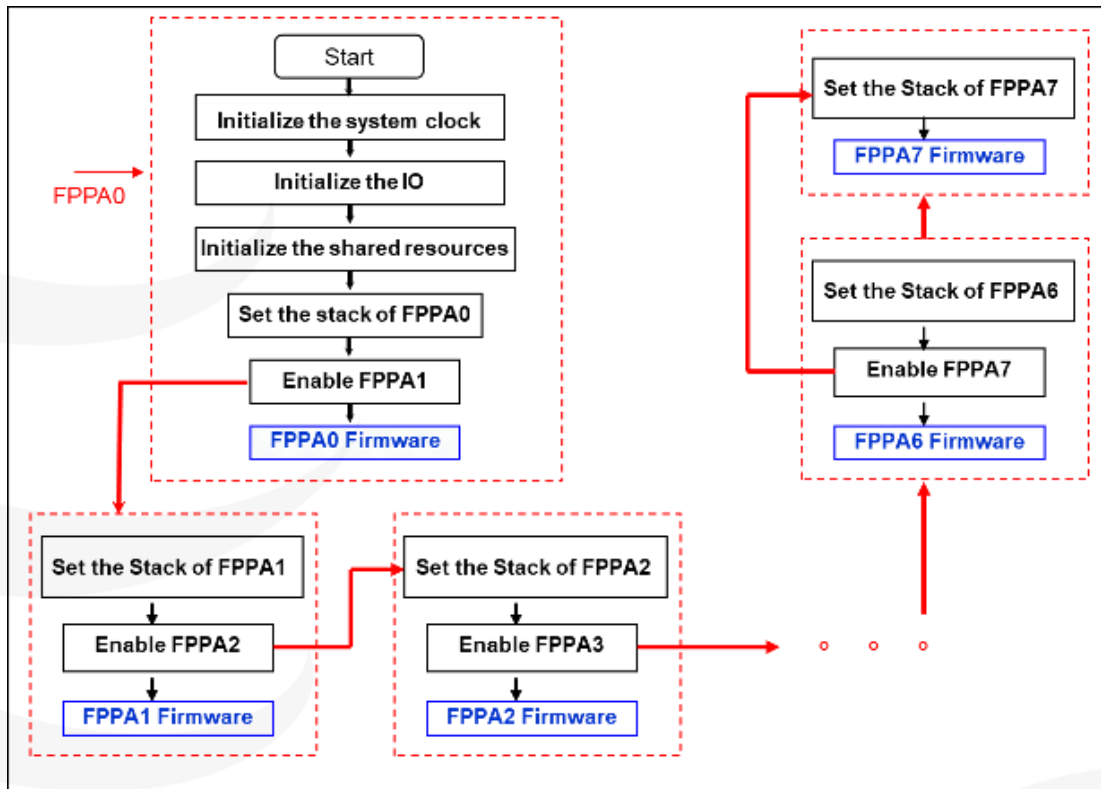 Start
Initialize the system clock
Initialize the IO
FPPA0
Initialize the shared resources
Set the stack of FPPA0
Enable FPPA1
FPPA0 Firmware
Set the Stack of FPPA1
Enable FPPA2
FPPA1 Firmware
Set the Stack of FPPA2
Enable FPPA3
FPPA2 Firmware
Set the Stack of FPPA6
Enable FPPA7
FPPA6 Firmware
Set the Stack of FPPA7
FPPA7 Firmware